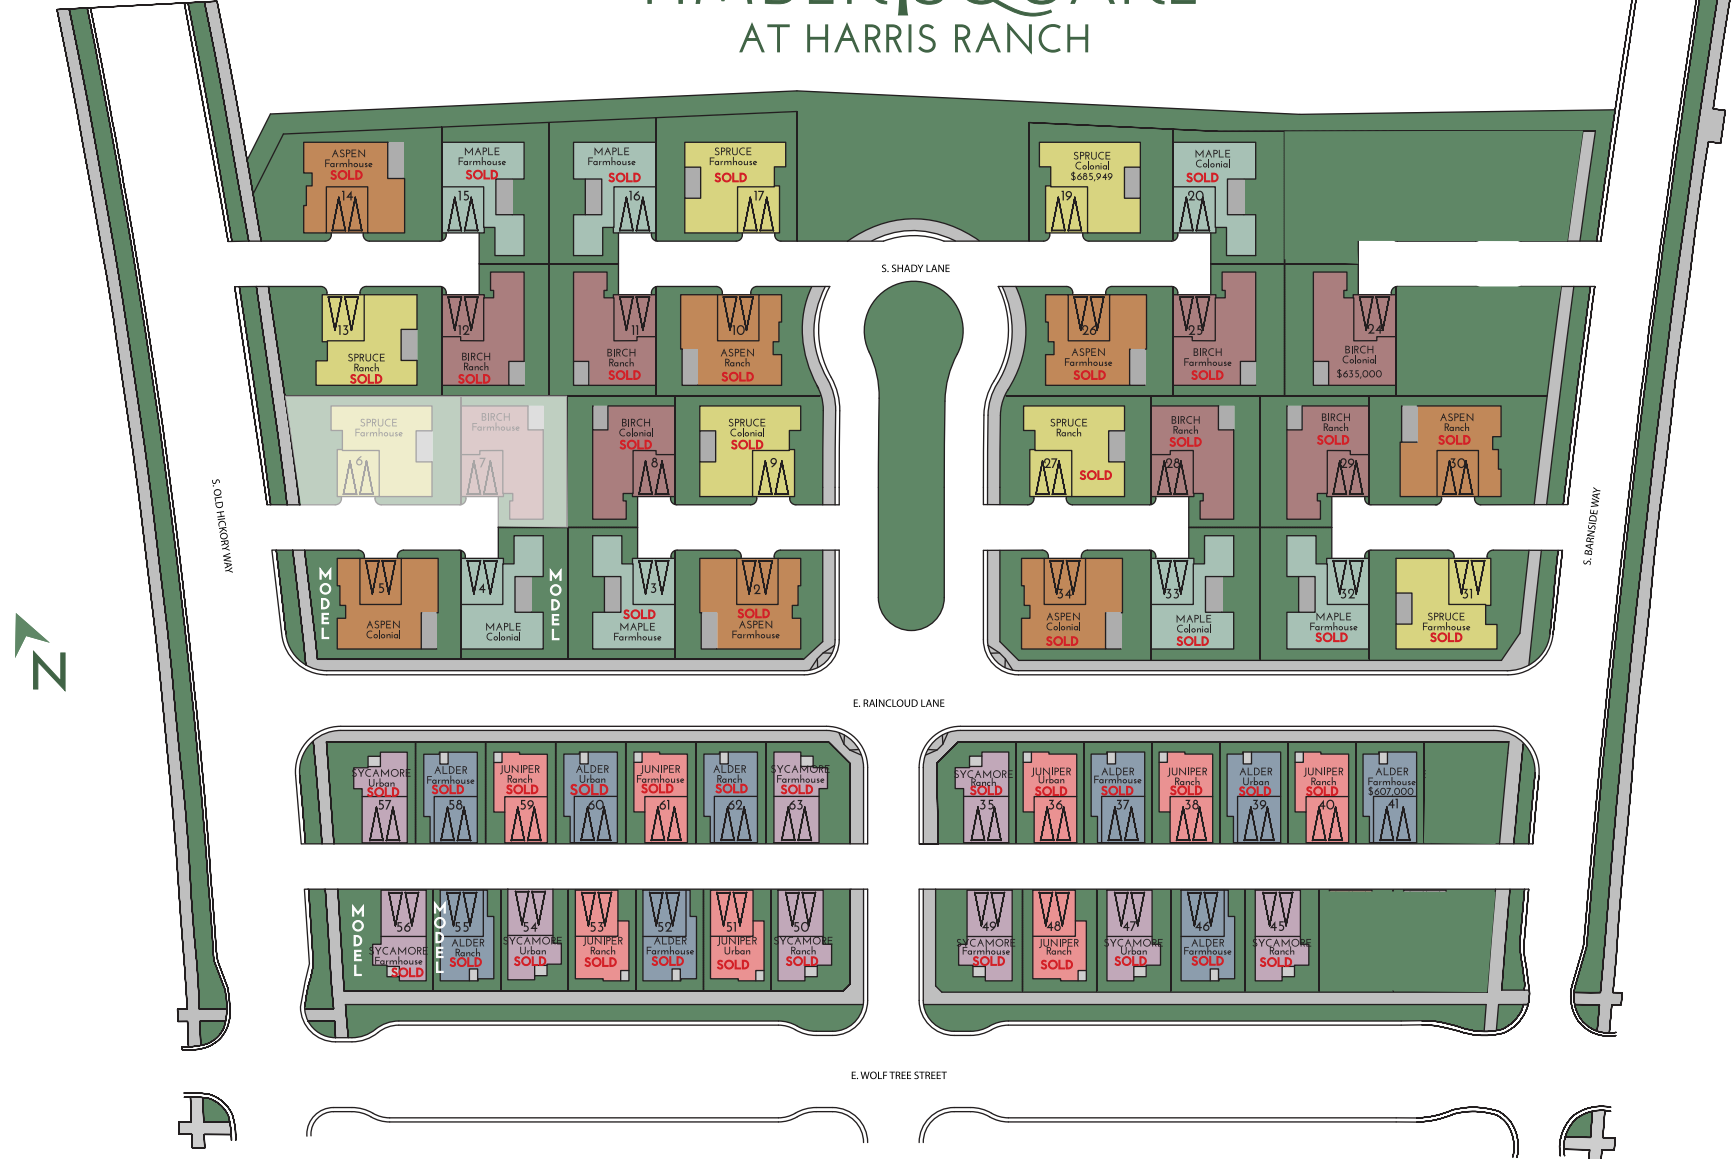 AT HARRIS RANCH
ASPEN
Farmhouse
SOLD
14
MAPLE
Farmhouse
SOLD
15
MAPLE
Farmhouse
SOLD
16
SPRUCE
Farmhouse
SOLD
17
SPRUCE
Colonial
$685,949
19
MAPLE
Colonial
SOLD
20
S. SHADY LANE
13
SPRUCE
Ranch
SOLD
12
BIRCH
Ranch
SOLD
11
BIRCH
Ranch
SOLD
10
ASPEN
Ranch
SOLD
26
ASPEN
Farmhouse
SOLD
25
BIRCH
Farmhouse
SOLD
24
BIRCH
Colonial
$635,000
SPRUCE
Farmhouse
6
BIRCH
Farmhouse
7
BIRCH
Colonial
SOLD
8
SPRUCE
Colonial
SOLD
9
SPRUCE
Ranch
27
SOLD
BIRCH
Ranch
SOLD
28
BIRCH
Ranch
SOLD
29
ASPEN
Ranch
SOLD
30
S. OLD HICKORY WAY
S. BARNSIDE WAY
MODEL
5
ASPEN
Colonial
4
MAPLE
Colonial
MODEL
3
SOLD
MAPLE
Farmhouse
2
SOLD
ASPEN
Farmhouse
34
ASPEN
Colonial
SOLD
33
MAPLE
Colonial
SOLD
32
MAPLE
Farmhouse
SOLD
31
SPRUCE
Farmhouse
SOLD
N
E. RAINCLOUD LANE
SYCAMORE
Urban
SOLD
57
ALDER
Farmhouse
SOLD
58
JUNIPER
Ranch
SOLD
59
ALDER
Urban
SOLD
60
JUNIPER
Farmhouse
SOLD
61
ALDER
Ranch
SOLD
62
SYCAMORE
Farmhouse
SOLD
63
SYCAMORE
Ranch
SOLD
35
JUNIPER
Urban
SOLD
36
ALDER
Farmhouse
SOLD
37
JUNIPER
Ranch
SOLD
38
ALDER
Urban
SOLD
39
JUNIPER
Ranch
SOLD
40
ALDER
Farmhouse
$607,000
41
MODEL
56
SYCAMORE
Farmhouse
SOLD
MODEL
55
ALDER
Ranch
SOLD
54
SYCAMORE
Urban
SOLD
53
JUNIPER
Ranch
SOLD
52
ALDER
Farmhouse
SOLD
51
JUNIPER
Urban
SOLD
50
SYCAMORE
Ranch
SOLD
49
SYCAMORE
Farmhouse
SOLD
48
JUNIPER
Ranch
SOLD
47
SYCAMORE
Urban
SOLD
46
ALDER
Farmhouse
SOLD
45
SYCAMORE
Ranch
SOLD
E. WOLF TREE STREET